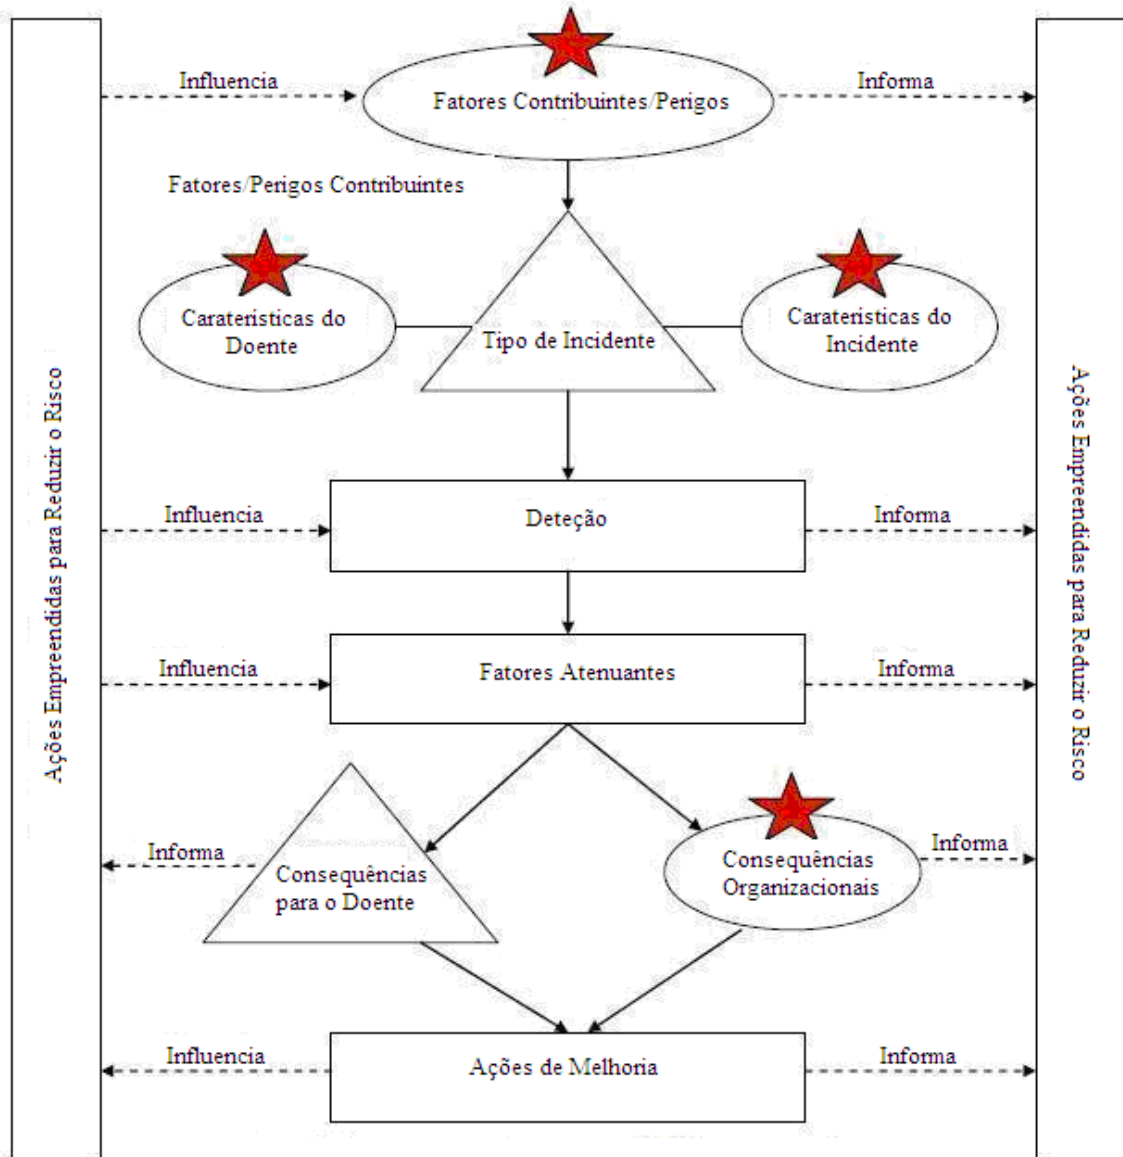 Influencia
Fatores Contribuintes/Perigos
Informa
Fatores/Perigos Contribuintes
Carateristicas do
Doente
Tipo de Incidente
Carateristicas do
Incidente
Ações Empreendidas para Reduzir o Risco
Ações Empreendidas para Reduzir o Risco
Influencia
Deteção
Informa
Influencia
Fatores Atenuantes
Informa
Informa
Consequências
para o Doente
Consequências
Organizacionais
Informa
Influencia
Ações de Melhoria
Informa